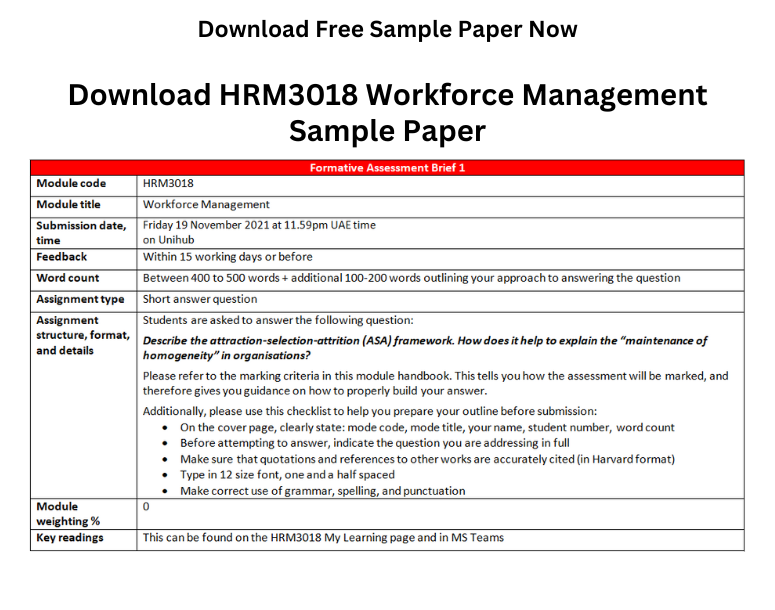 Download Free Sample Paper Now
Download HRM3018 Workforce Management
Sample Paper
Formative Assessment Brief 1
Module code HRM3018
Module title Workforce Management
Submission date, Friday 19 November 2021 at 11.59pm UAE time
time on Unihub
Feedback Within 15 working days or before
Word count Between 400 to 500 words + additional 100-200 words outlining your approach to answering the question
Assignment type Short answer question
Assignment Students are asked to answer the following question:
structure, format,
and details
Describe the attraction-selection-attrition (ASA) framework. How does it help to explain the “maintenance of
homogeneity” in organisations?
Please refer to the marking criteria in this module handbook. This tells you how the assessment will be marked, and
therefore gives you guidance on how to properly build your answer.
Additionally, please use this checklist to help you prepare your outline before submission:
• On the cover page, clearly state: mode code, mode title, your name, student number, word count
• Before attempting to answer, indicate the question you are addressing in full
• Make sure that quotations and references to other works are accurately cited (in Harvard format)
• Type in 12 size font, one and a half spaced
• Make correct use of grammar, spelling, and punctuation
Module 0
weighting %
Key readings This can be found on the HRM3018 My Learning page and in MS Teams